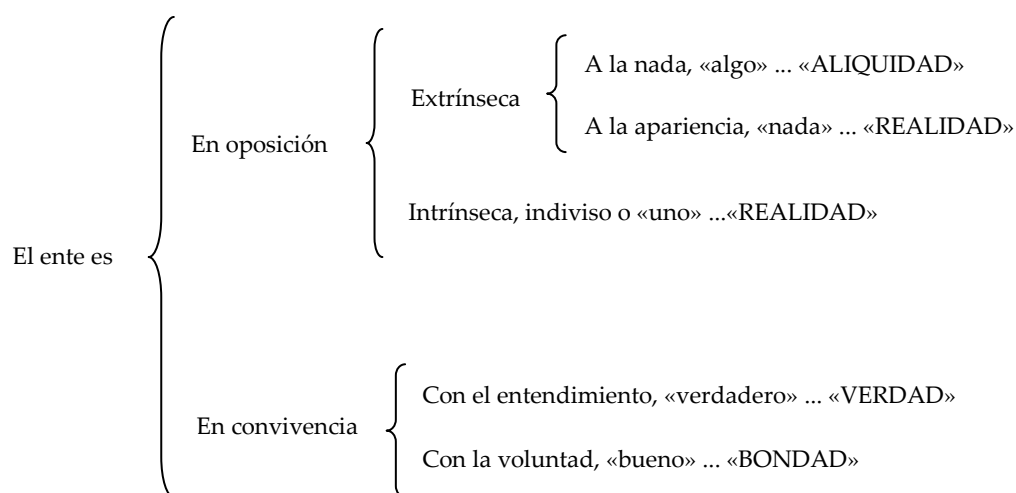 A la nada, «algo» ... «ALIQUIDAD»
Extrínseca
A la apariencia, «nada» ... «REALIDAD»
En oposición
Intrínseca, indiviso o «uno» ...«REALIDAD»
El ente es
Con el entendimiento, «verdadero» ... «VERDAD»
En convivencia
Con la voluntad, «bueno» ... «BONDAD»